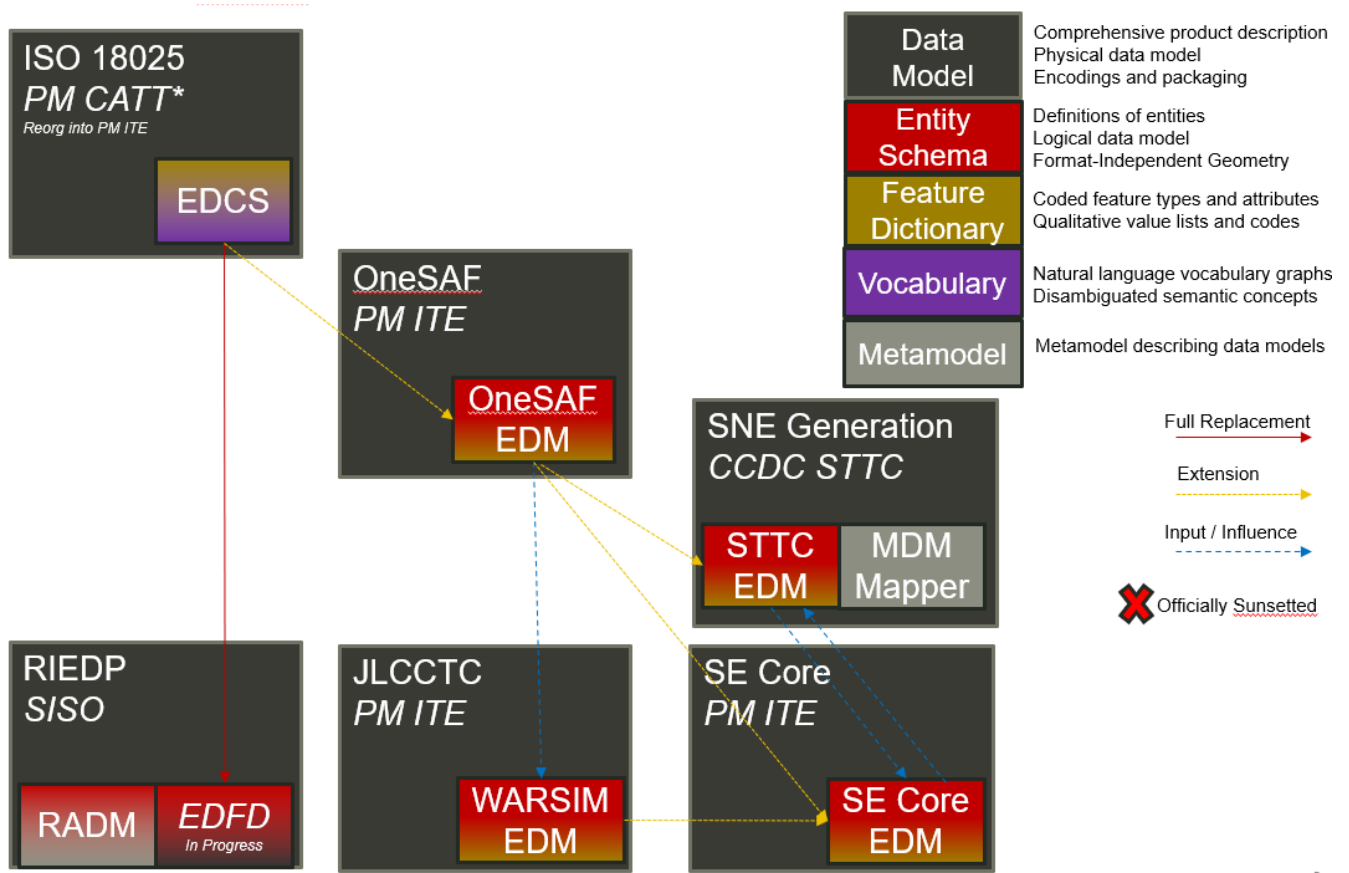 ISO 18025
PM CATT*
Reorg into PM ITE
EDCS
OneSAF
PM ITE
OneSAF
EDM
SNE Generation
CCDC STTC
STTC
EDM
MDM
Mapper
RIEDP
SISO
RADM
EDFD
In Progress
JLCCTC
PM ITE
WARSIM
EDM
SE Core
PM ITE
SE Core
EDM
Data
Model
Comprehensive product description
Physical data model
Encodings and packaging
Entity
Schema
Definitions of entities
Logical data model
Format-Independent Geometry
Feature
Dictionary
Coded feature types and attributes
Qualitative value lists and codes
Vocabulary
Natural language vocabulary graphs
Disambiguated semantic concepts
Metamodel
Metamodel describing data models
Full Replacement
Extension
Input / Influence
Officially Sunsetted